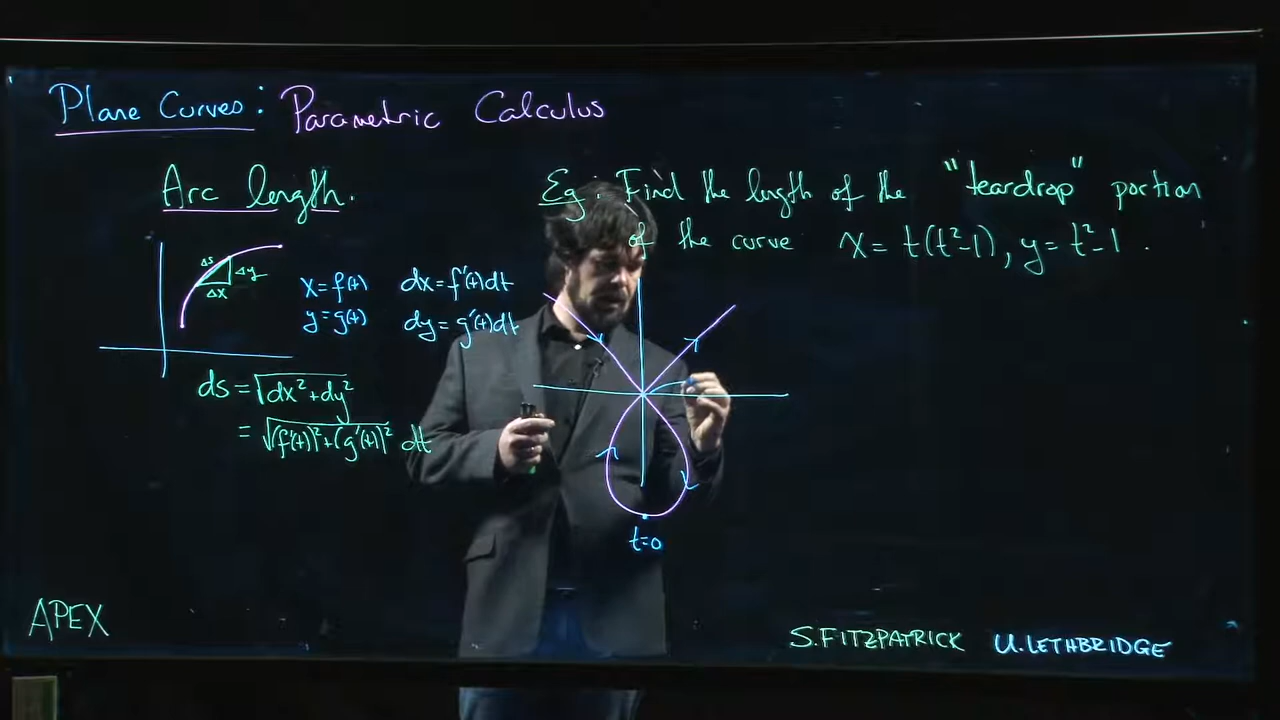 Plane Curves: Parametric Calculus
Arc length.
Δs
Δy
Δx
x=f(t) dx=f'(t)dt
y=g(t) dy=g'(t)dt
ds=√dx²+dy²
=√f'(t)²+(g'(t))² dt
Eg: Find the length of the "teardrop" portion
of the curve x= t(t²-1), y= t²-1 .
t=0
APEX
S.FITZPATRICK U.LETHBRIDGE